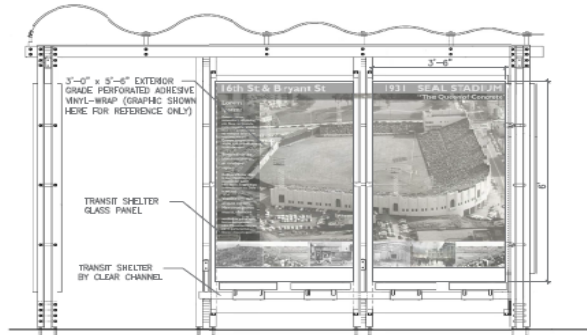 3'-6"
3'-0" x 5'-6" EXTERIOR
GRADE PERFORATED ADHESIVE
VINYL-WRAP (GRAPHIC SHOWN
HERE FOR REFERENCE ONLY)
16th St & Bryant St
1931 SEAL STADIUM
"The Queen of Concrete"
6'
TRANSIT SHELTER
GLASS PANEL
TRANSIT SHELTER
BY CLEAR CHANNEL